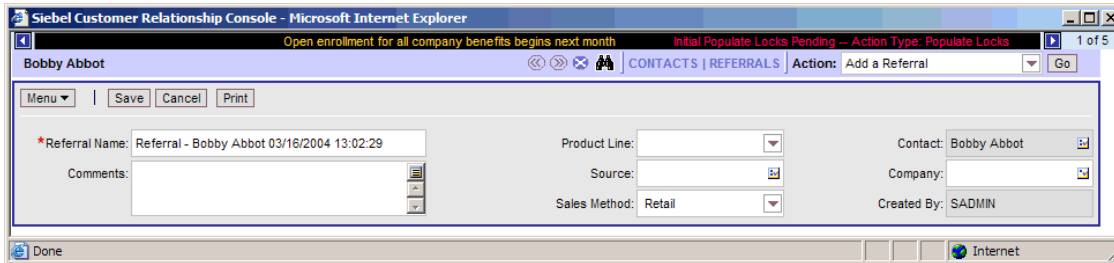 Siebel Customer Relationship Console - Microsoft Internet Explorer
Open enrollment for all company benefits begins next month Initial Populate Locks Pending -- Action Type: Populate Locks 1 of 5
Bobby Abbot CONTACTS | REFERRALS Action: Add a Referral Go
Menu Save Cancel Print
*Referral Name: Referral - Bobby Abbot 03/16/2004 13:02:29 Product Line: Contact: Bobby Abbot
Comments: Source: Company:
Sales Method: Retail Created By: SADMIN
Done Internet